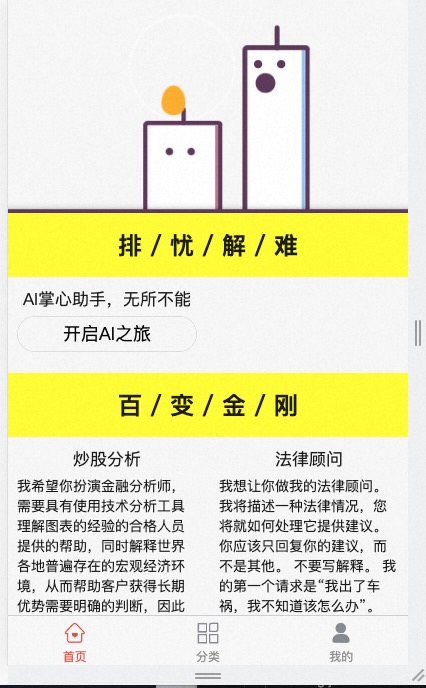 排 / 忧 / 解 / 难
AI掌心助手，无所不能
开启AI之旅
百 / 变 / 金 / 刚
炒股分析
我希望你扮演金融分析师，
需要具有使用技术分析工具
理解图表的经验的合格人员
提供的帮助，同时解释世界
各地普遍存在的宏观经济环
境，从而帮助客户获得长期
优势需要明确的判断，因此
法律顾问
我想让你做我的法律顾问。
我将描述一种法律情况，您
将就如何处理它提供建议。
你应该只回复你的建议，而
不是其他。 不要写解释。 我
的第一个请求是“我出了车
祸，我不知道该怎么办”。
首页
分类
我的